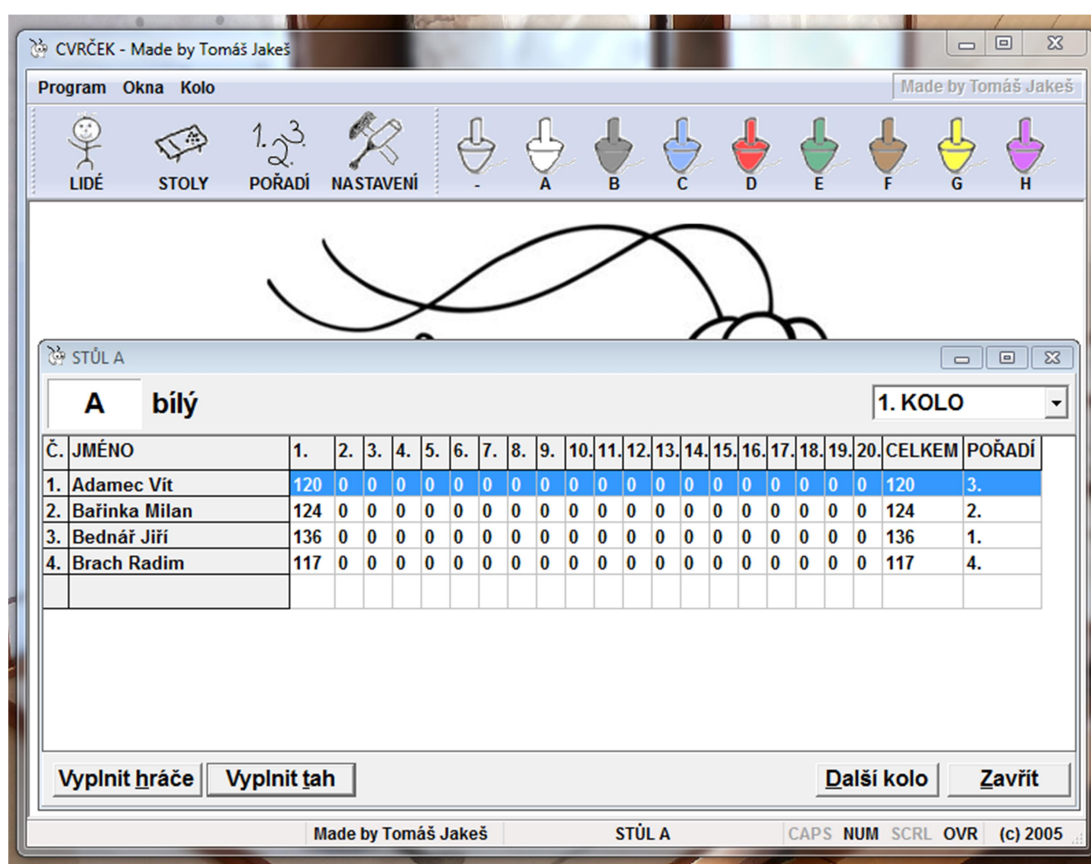 CVRČEK - Made by Tomáš Jakeš
Program Okna Kolo Made by Tomáš Jakeš
1. 2. 3.
LIDÉ STOLY POŘADÍ NASTAVENÍ - A B C D E F G H
STŮL A
A bílý 1. KOLO
Č. JMÉNO 1. 2. 3. 4. 5. 6. 7. 8. 9. 10. 11. 12. 13. 14. 15. 16. 17. 18. 19. 20. CELKEM POŘADÍ
1. Adamec Vít 120 0 0 0 0 0 0 0 0 0 0 0 0 0 0 0 0 0 0 0 120 3.
2. Bařinka Milan 124 0 0 0 0 0 0 0 0 0 0 0 0 0 0 0 0 0 0 0 124 2.
3. Bednář Jiří 136 0 0 0 0 0 0 0 0 0 0 0 0 0 0 0 0 0 0 0 136 1.
4. Brach Radim 117 0 0 0 0 0 0 0 0 0 0 0 0 0 0 0 0 0 0 0 117 4.
Vyplnit hráče Vyplnit tah Další kolo Zavřít
Made by Tomáš Jakeš STŮL A CAPS NUM SCRL OVR (c) 2005